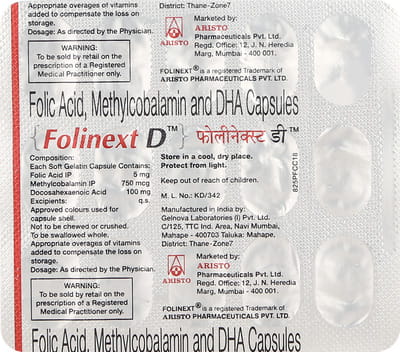 Appropriate overages of vitamins
added to compensate the loss on
storage.
Dosage: As directed by the Physician.
WARNING:
To be sold by retail on the
prescription of a Registered
Medical Practitioner only.
District: Thane-Zone7
Marketed by:
ARISTO
ARISTO
Pharmaceuticals Pvt. Ltd.
Regd. Office: 12, J. N. Heredia
Marg, Mumbai - 400 001.
FOLINEXT® is a registered Trademark of
ARISTO PHARMACEUTICALS PVT. LTD.
Folic Acid, Methylcobalamin and DHA Capsules
Folinext D™ फोलीनेक्स्ट डी™
Composition:
Each Soft Gelatin Capsule Contains:
Folic Acid IP 5 mg
Methylcobalamin IP 750 mcg
Docosahexaenoic Acid 100 mg
Excipients: q.s.
Approved colours used for
capsule shell.
Not to be chewed or crushed.
To be swallowed whole.
Appropriate overages of vitamins
added to compensate the loss on
storage.
Dosage: As directed by the Physician.
WARNING:
To be sold by retail on the
prescription of a Registered
Medical Practitioner only.
Store in a cool, dry place.
Protect from light.
Keep out of reach of children.
M. L. No.: KD/342
Manufactured in India by:
Gelnova Laboratories (I) Pvt. Ltd.
C/125, TTC Ind. Area, Navi Mumbai,
Mahape - 400703 Taluka: Mahape,
District: Thane-Zone7
Marketed by:
ARISTO
ARISTO
Pharmaceuticals Pvt. Ltd.
Regd. Office: 12, J. N. Heredia
Marg, Mumbai - 400 001.
FOLINEXT® is a registered Trademark of
ARISTO PHARMACEUTICALS PVT. LTD.
825PFCC18
Folic Acid, Methylcobalamin and DHA Capsules